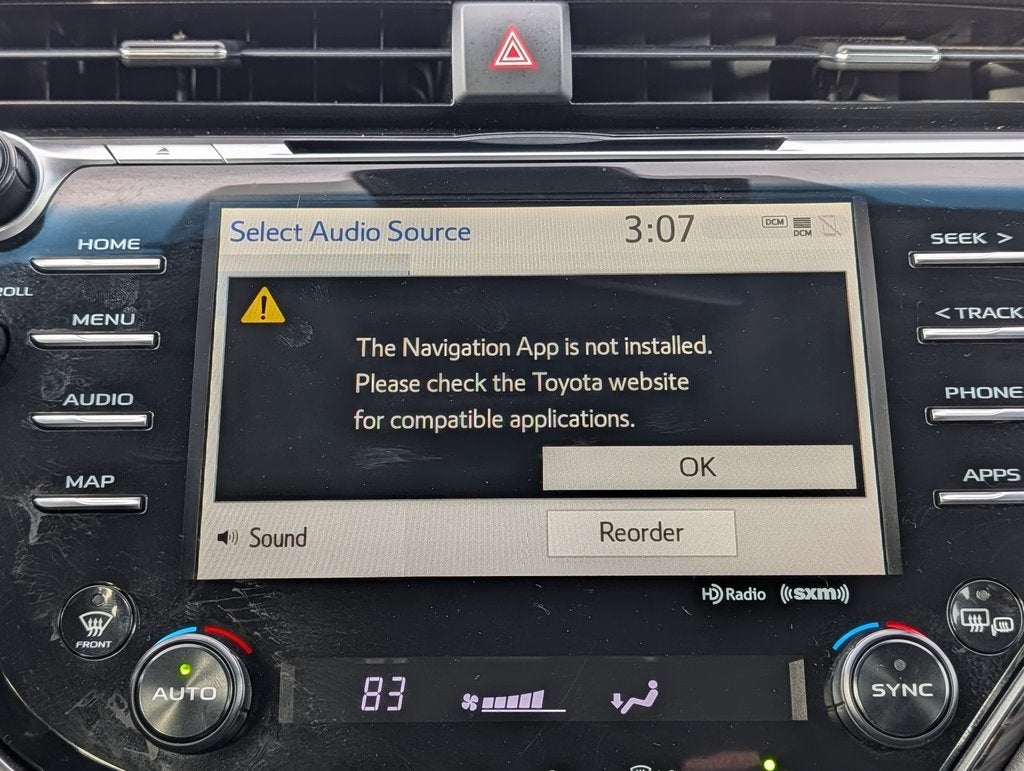 Select Audio Source
3:07
DCM
DCM
HOME
MENU
AUDIO
MAP
SEEK >
< TRACK
PHONE
APPS
The Navigation App is not installed.
Please check the Toyota website
for compatible applications.
OK
Sound
Reorder
HD Radio
((sxm))
FRONT
AUTO
83
SYNC